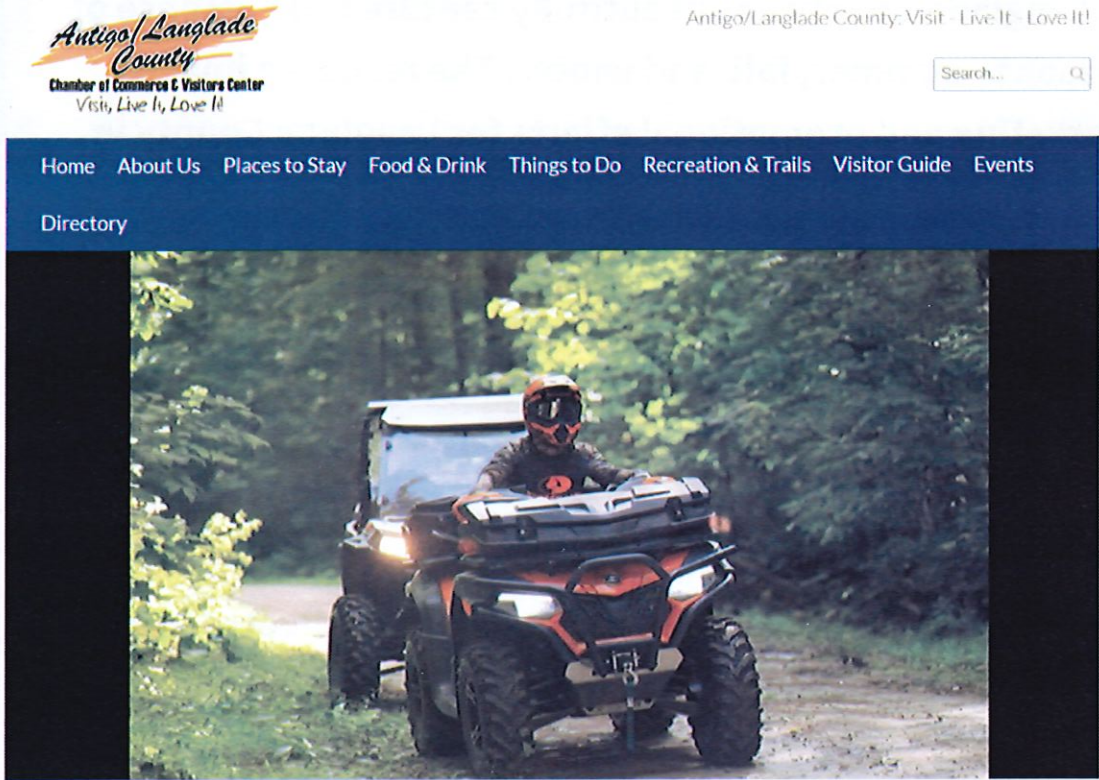 Antigo/Langlade
County
Chamber of Commerce & Visitors Center
Visit, Live It, Love It!
Antigo/Langlade County: Visit - Live It - Love It!
Search...
Home About Us Places to Stay Food & Drink Things to Do Recreation & Trails Visitor Guide Events
Directory